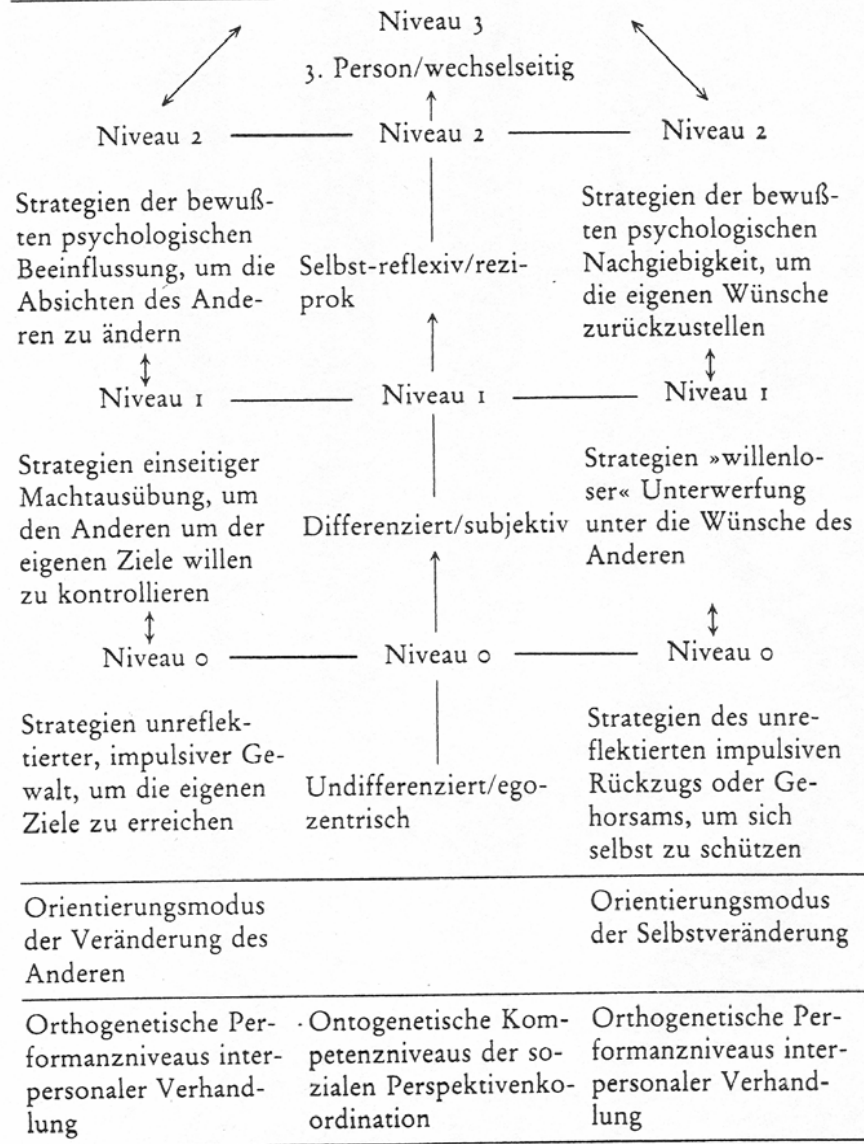 Niveau 3
3. Person/wechselseitig
Niveau 2
Niveau 2
Niveau 2
Strategien der bewuß-
ten psychologischen
Beeinflussung, um die
Absichten des Ande-
ren zu ändern
Selbst-reflexiv/rezi-
prok
Strategien der bewuß-
ten psychologischen
Nachgiebigkeit, um
die eigenen Wünsche
zurückzustellen
Niveau 1
Niveau 1
Niveau 1
Strategien einseitiger
Machtausübung, um
den Anderen um der
eigenen Ziele willen
zu kontrollieren
Differenziert/subjektiv
Strategien »willenlo-
ser« Unterwerfung
unter die Wünsche des
Anderen
Niveau 0
Niveau 0
Niveau 0
Strategien unreflek-
tierter, impulsiver Ge-
walt, um die eigenen
Ziele zu erreichen
Undifferenziert/ego-
zentrisch
Strategien des unre-
flektierten impulsiven
Rückzugs oder Ge-
horsams, um sich
selbst zu schützen
Orientierungsmodus
der Veränderung des
Anderen
Orientierungsmodus
der Selbstveränderung
Orthogenetische Per-
formanzniveaus inter-
personaler Verhand-
lung
Ontogenetische Kom-
petenzniveaus der so-
zialen Perspektivenko-
ordination
Orthogenetische Per-
formanzniveaus inter-
personaler Verhand-
lung